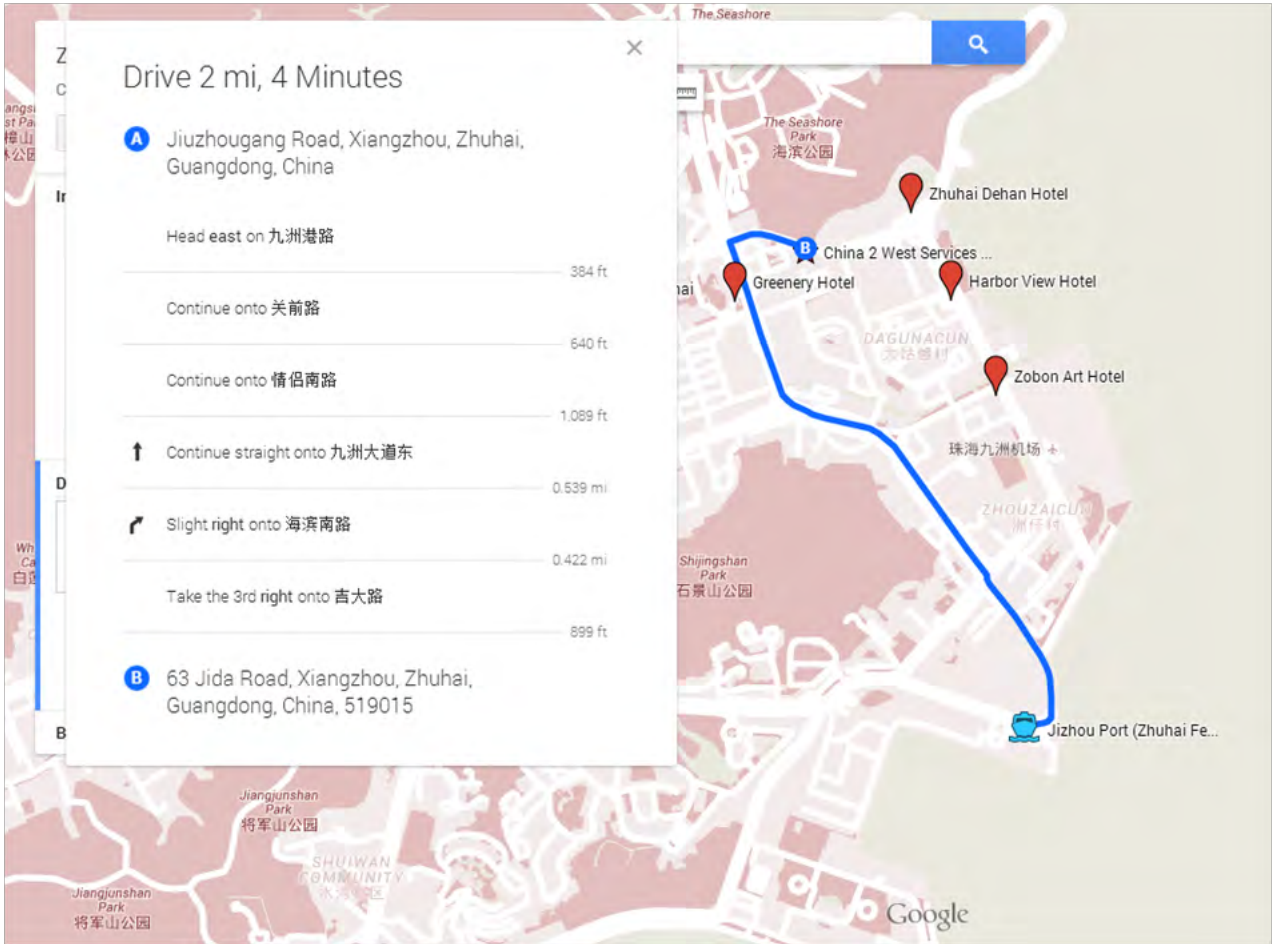 The Seashore
Z
C
Drive 2 mi, 4 Minutes
A
Jiuzhougang Road, Xiangzhou, Zhuhai,
Guangdong, China
In
Head east on 九洲港路
384 ft
Continue onto 关前路
640 ft
Continue onto 情侣南路
1,089 ft
Continue straight onto 九洲大道东
0.539 mi
D
Slight right onto 海滨南路
0.422 mi
Take the 3rd right onto 吉大路
899 ft
B
63 Jida Road, Xiangzhou, Zhuhai,
Guangdong, China, 519015
B
The Seashore
Park
海滨公园
Zhuhai Dehan Hotel
B
China 2 West Services ...
Greenery Hotel
Harbor View Hotel
DAGUNACUN
Zobon Art Hotel
珠海九洲机场
ZHOUZAICUN
洲仔村
Shijingshan
Park
石景山公园
Jizhou Port (Zhuhai Fe...
Jiangjunshan
Park
将军山公园
SHUIWAN
COMMUNITY
Jiangjunshan
Park
将军山公园
Google